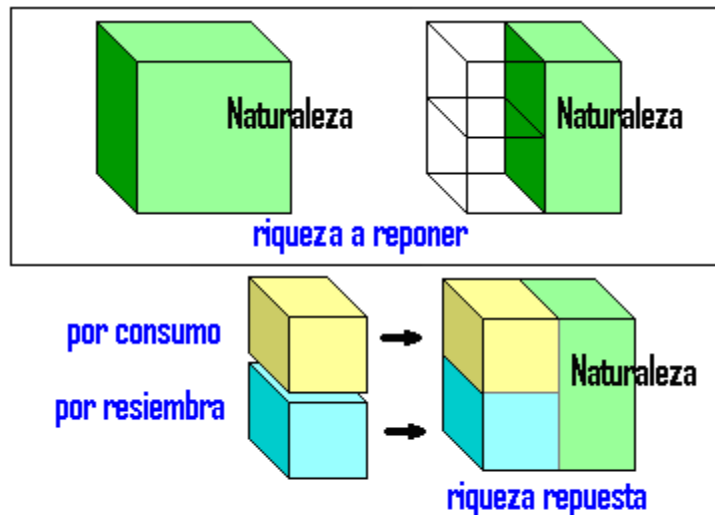 Naturaleza
Naturaleza
riqueza a reponer
por consumo
por resiembra
Naturaleza
riqueza repuesta